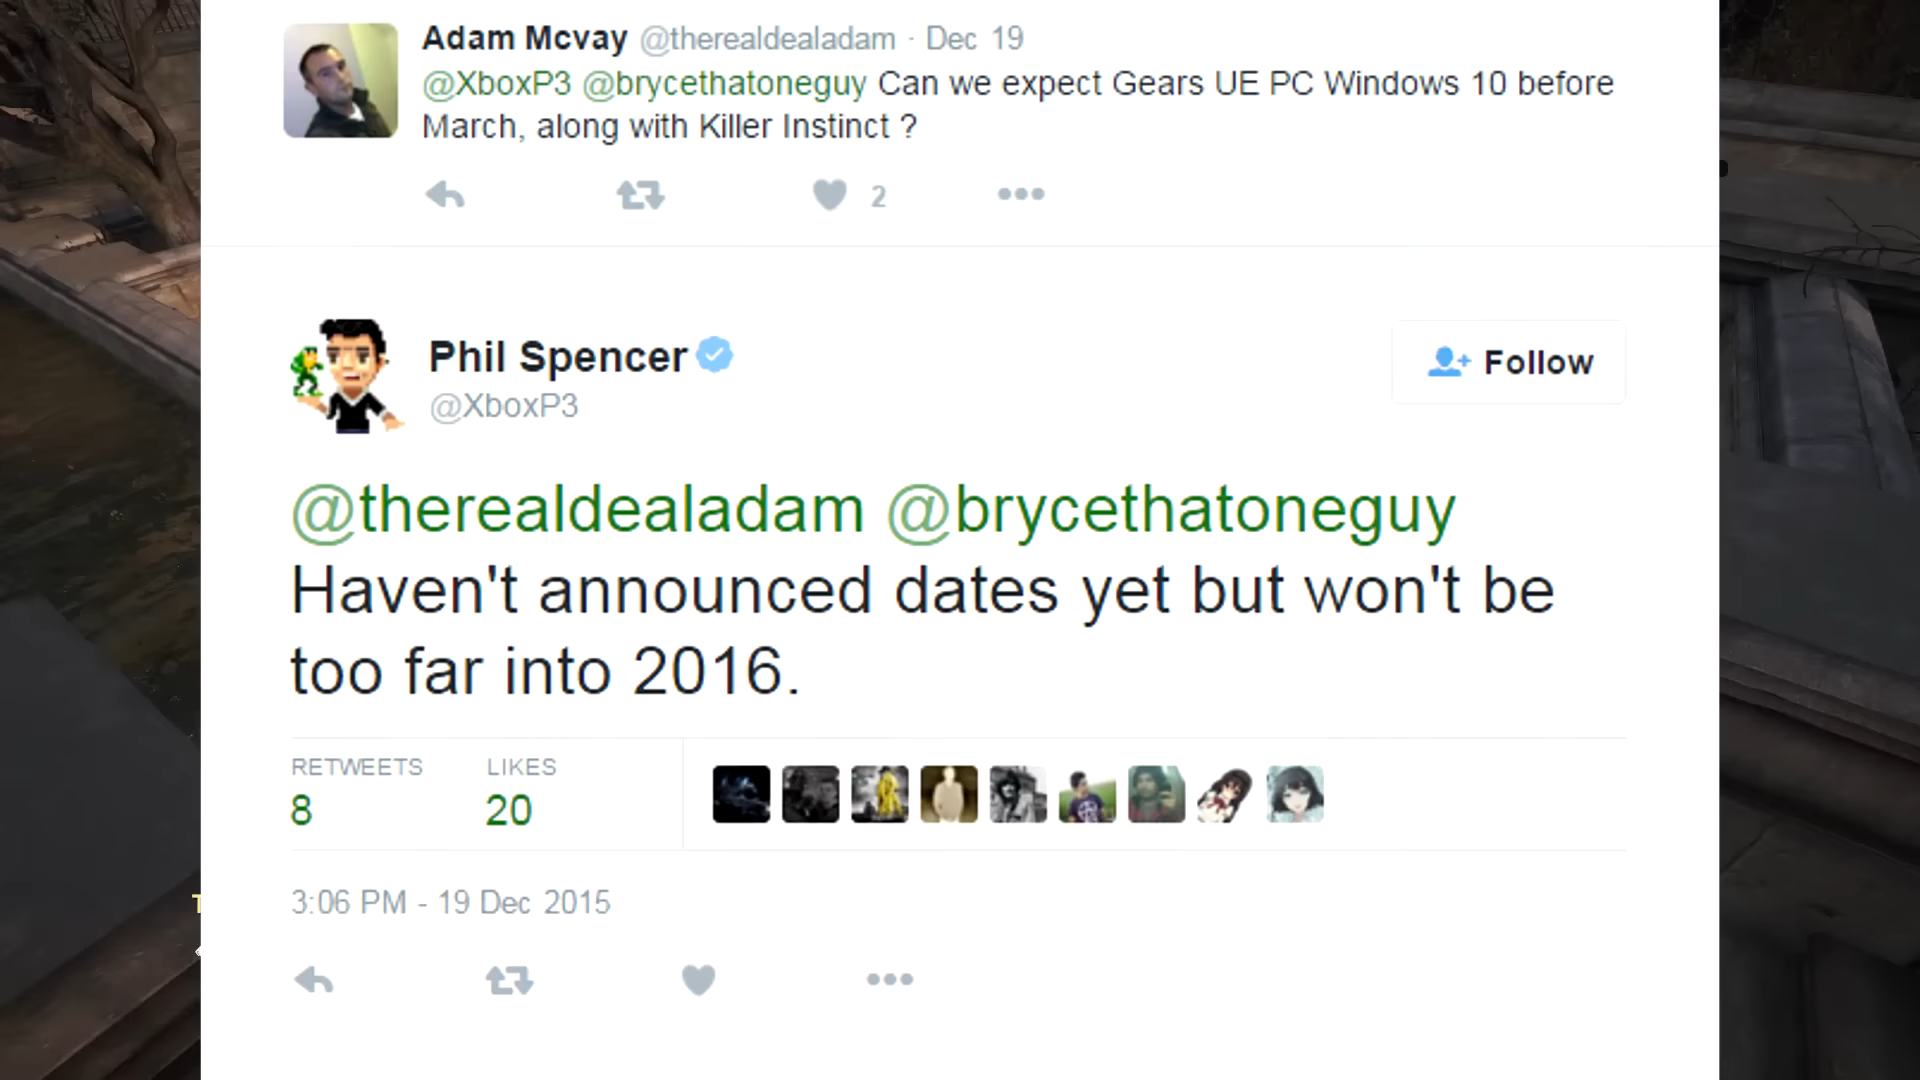 Adam Mcvay @therealdealadam · Dec 19
@XboxP3 @brycethatoneguy Can we expect Gears UE PC Windows 10 before
March, along with Killer Instinct ?
2
Phil Spencer
@XboxP3
Follow
@therealdealadam @brycethatoneguy
Haven't announced dates yet but won't be
too far into 2016.
RETWEETS LIKES
8 20
3:06 PM - 19 Dec 2015